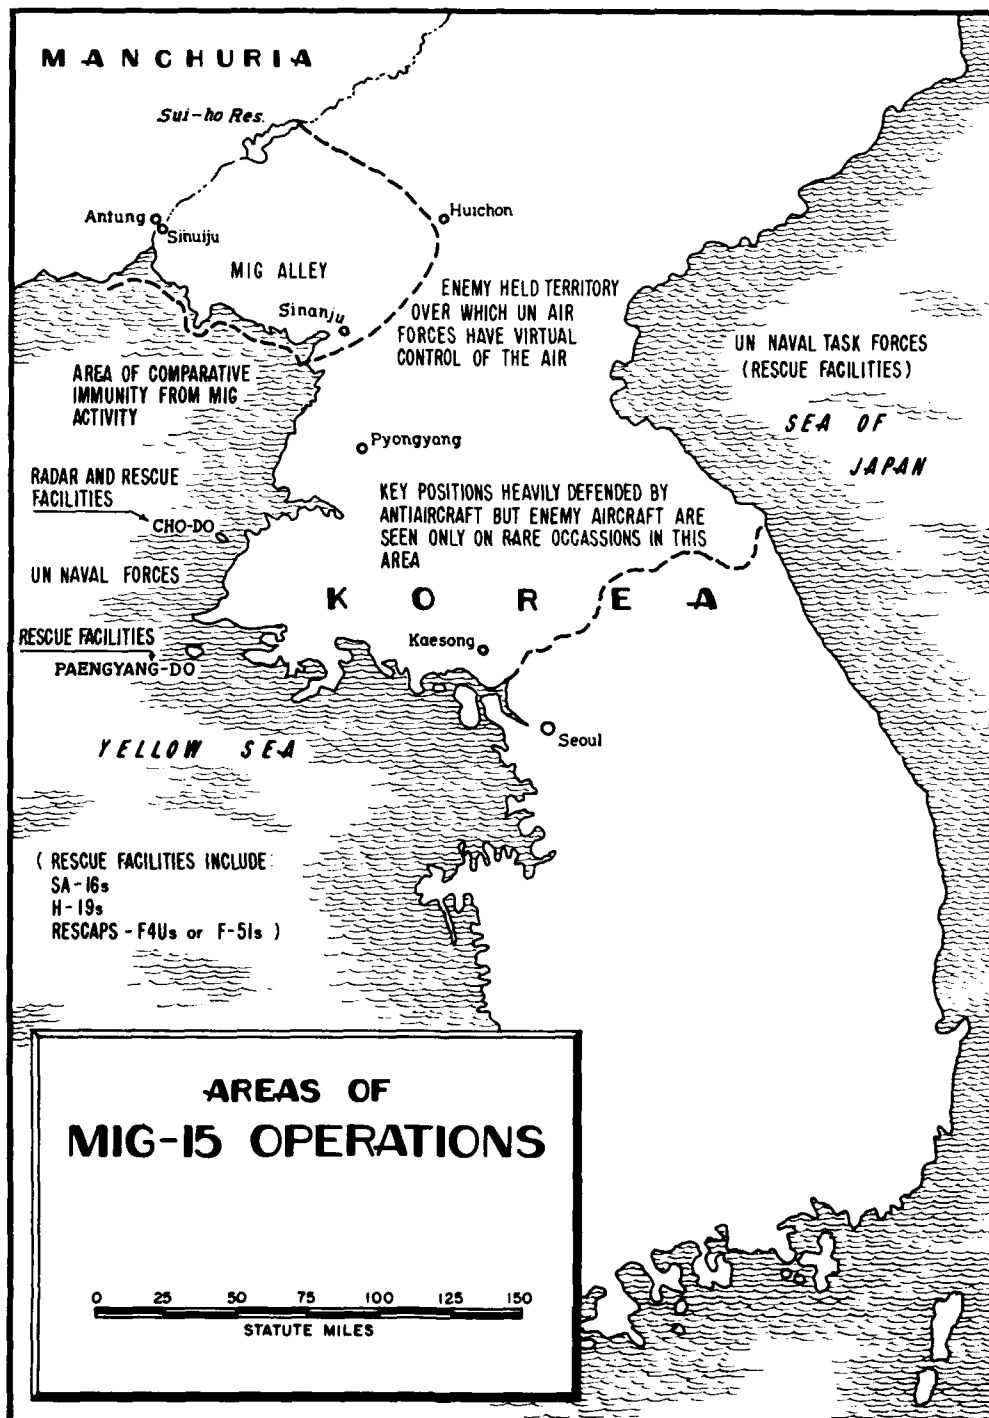 MANCHURIA
Sui-ho Res.
Antung
Sinuiju
Huichon
MIG ALLEY
Sinanju
ENEMY HELD TERRITORY
OVER WHICH UN AIR
FORCES HAVE VIRTUAL
CONTROL OF THE AIR
UN NAVAL TASK FORCES
(RESCUE FACILITIES)
AREA OF COMPARATIVE
IMMUNITY FROM MIG
ACTIVITY
SEA OF
JAPAN
Pyongyang
RADAR AND RESCUE
FACILITIES
CHO-DO
KEY POSITIONS HEAVILY DEFENDED BY
ANTIAIRCRAFT BUT ENEMY AIRCRAFT ARE
SEEN ONLY ON RARE OCCASSIONS IN THIS
AREA
UN NAVAL FORCES
KOREA
RESCUE FACILITIES
PAENGYANG-DO
Kaesong
Seoul
YELLOW SEA
( RESCUE FACILITIES INCLUDE:
SA-16s
H-19s
RESCAPS - F4Us or F-51s )
AREAS OF
MIG-15 OPERATIONS
0 25 50 75 100 125 150
STATUTE MILES